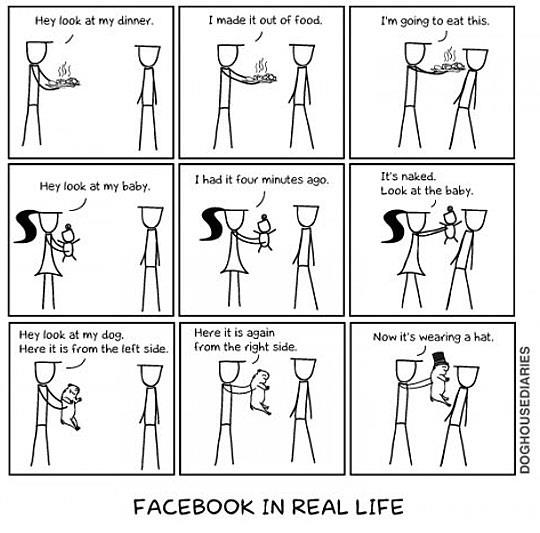 Hey look at my dinner.
I made it out of food.
I'm going to eat this.
Hey look at my baby.
I had it four minutes ago.
It's naked.
Look at the baby.
Hey look at my dog.
Here it is from the left side.
Here it is again
from the right side.
Now it's wearing a hat.
DOGHOUSEDIARIES
FACEBOOK IN REAL LIFE